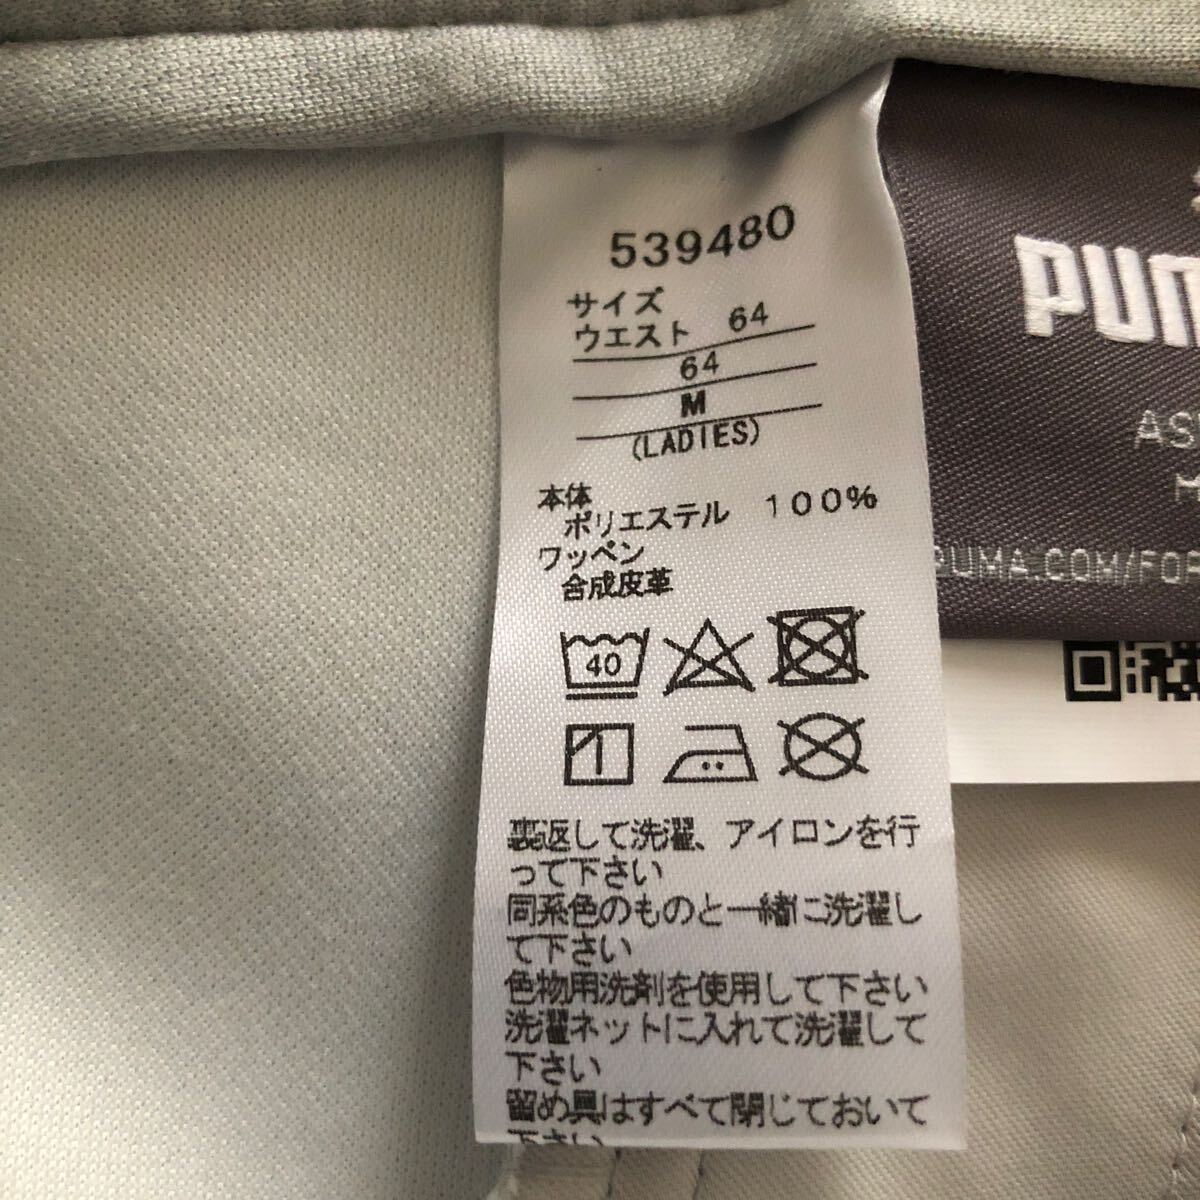 539480
サイズ
ウエスト 64
64
M
(LADIES)
本体
ポリエステル 100%
ワッペン
合成皮革
40
裏返して洗濯、アイロンを行
って下さい
同系色のものと一緒に洗濯し
て下さい
色物用洗剤を使用して下さい
洗濯ネットに入れて洗濯して
下さい
留め具はすべて閉じておいて
下さい
PUM
AS
PUMA.COM/FOR